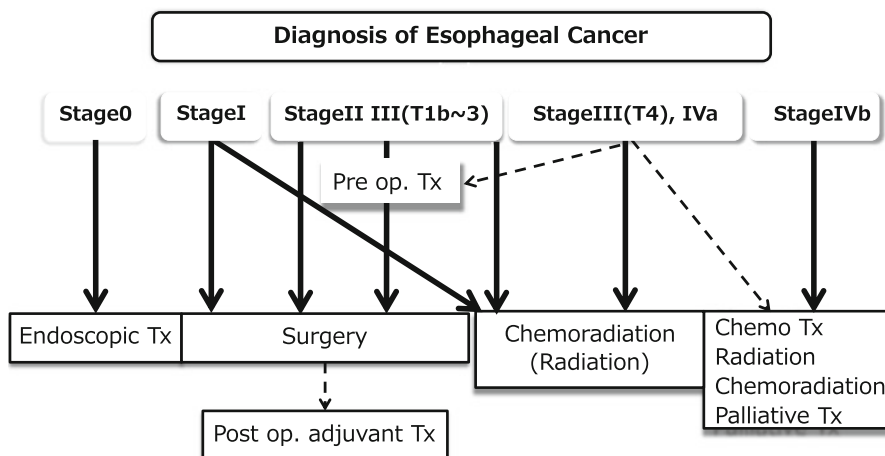 Diagnosis of Esophageal Cancer
Stage0
StageI
StageII III(T1b~3)
StageIII(T4), IVa
StageIVb
Pre op. Tx
Endoscopic Tx
Surgery
Chemoradiation
(Radiation)
Chemo Tx
Radiation
Chemoradiation
Palliative Tx
Post op. adjuvant Tx